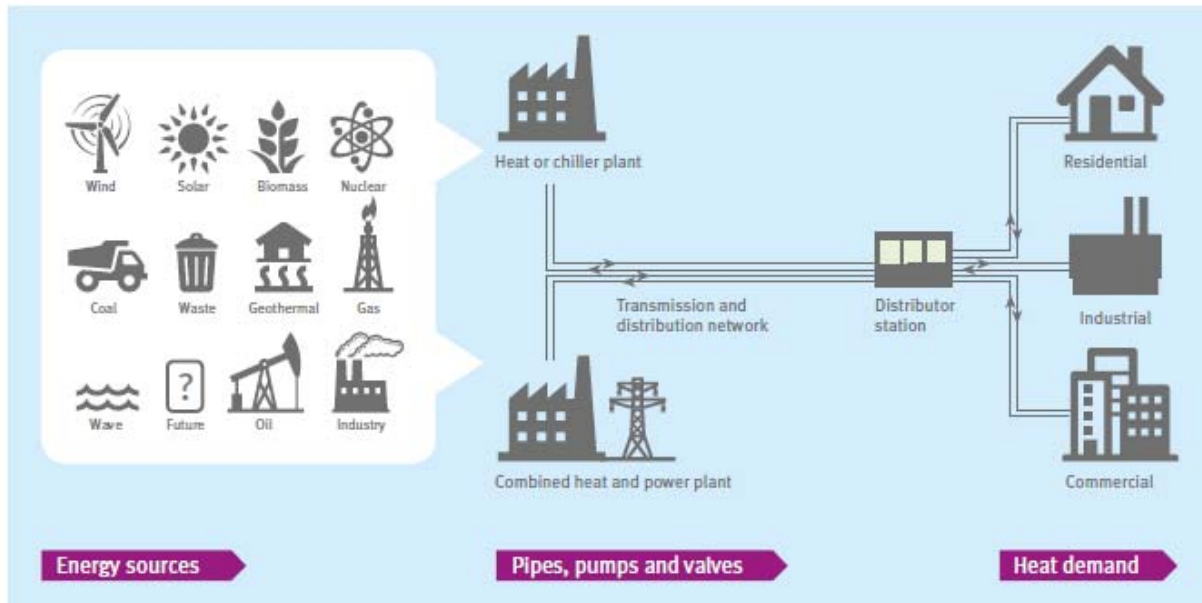 Wind
Solar
Biomass
Nuclear
Coal
Waste
Geothermal
Gas
Wave
?
Future
Oil
Industry
Heat or chiller plant
Transmission and
distribution network
Combined heat and power plant
Distributor
station
Residential
Industrial
Commercial
Energy sources
Pipes, pumps and valves
Heat demand